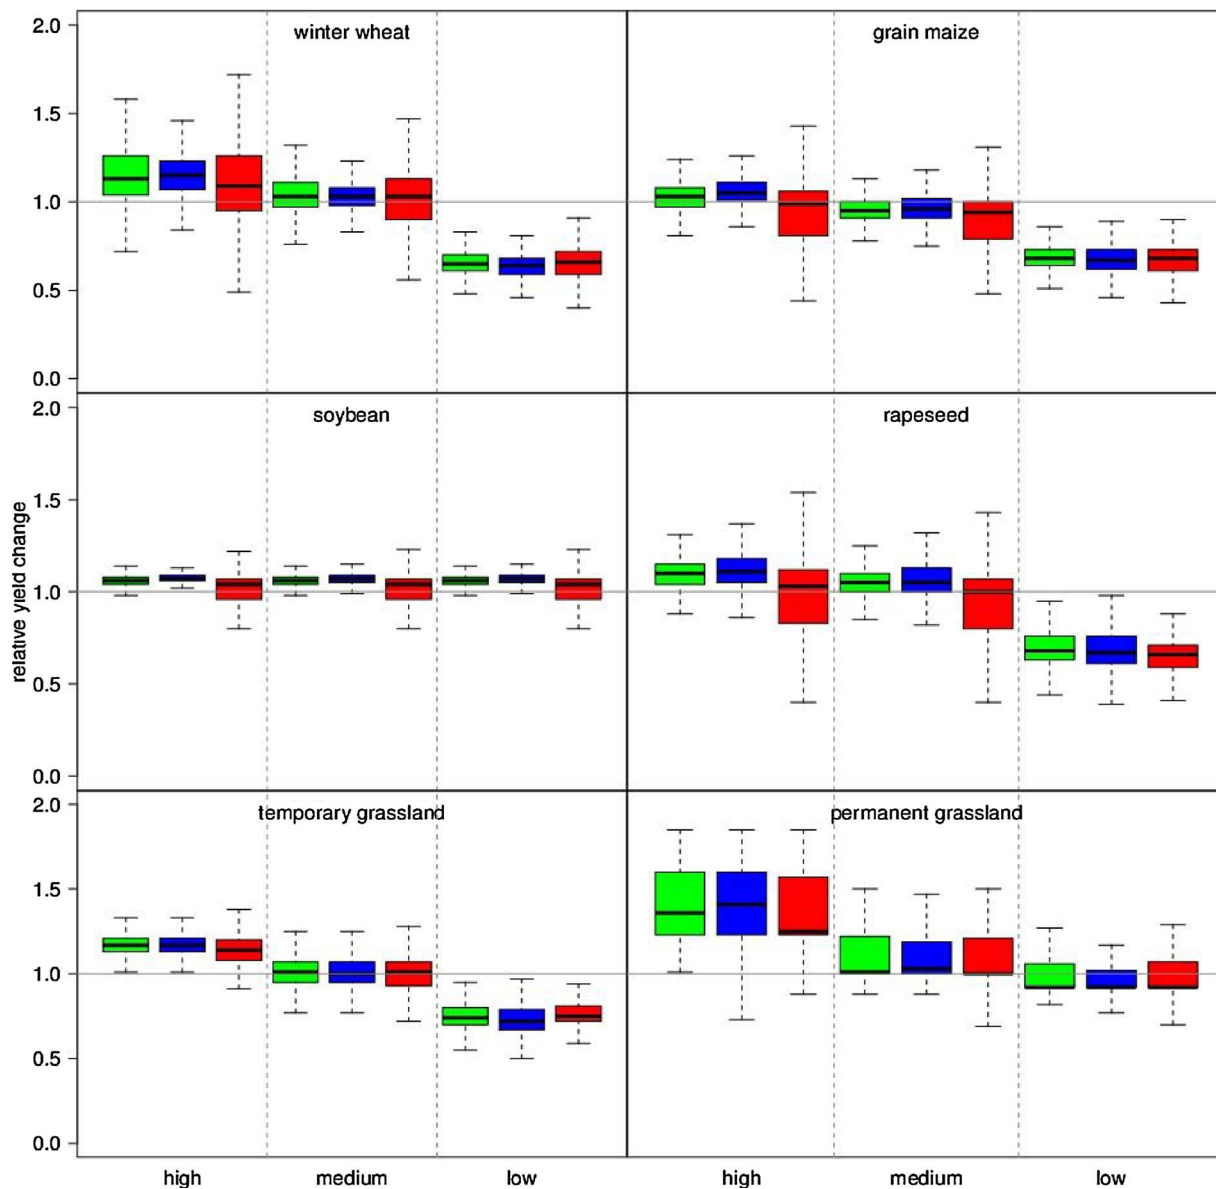 winter wheat
grain maize
2.0
1.5
1.0
0.5
0.0
soybean
rapeseed
2.0
1.5
1.0
0.5
0.0
relative yield change
temporary grassland
permanent grassland
2.0
1.5
1.0
0.5
0.0
high medium low high medium low